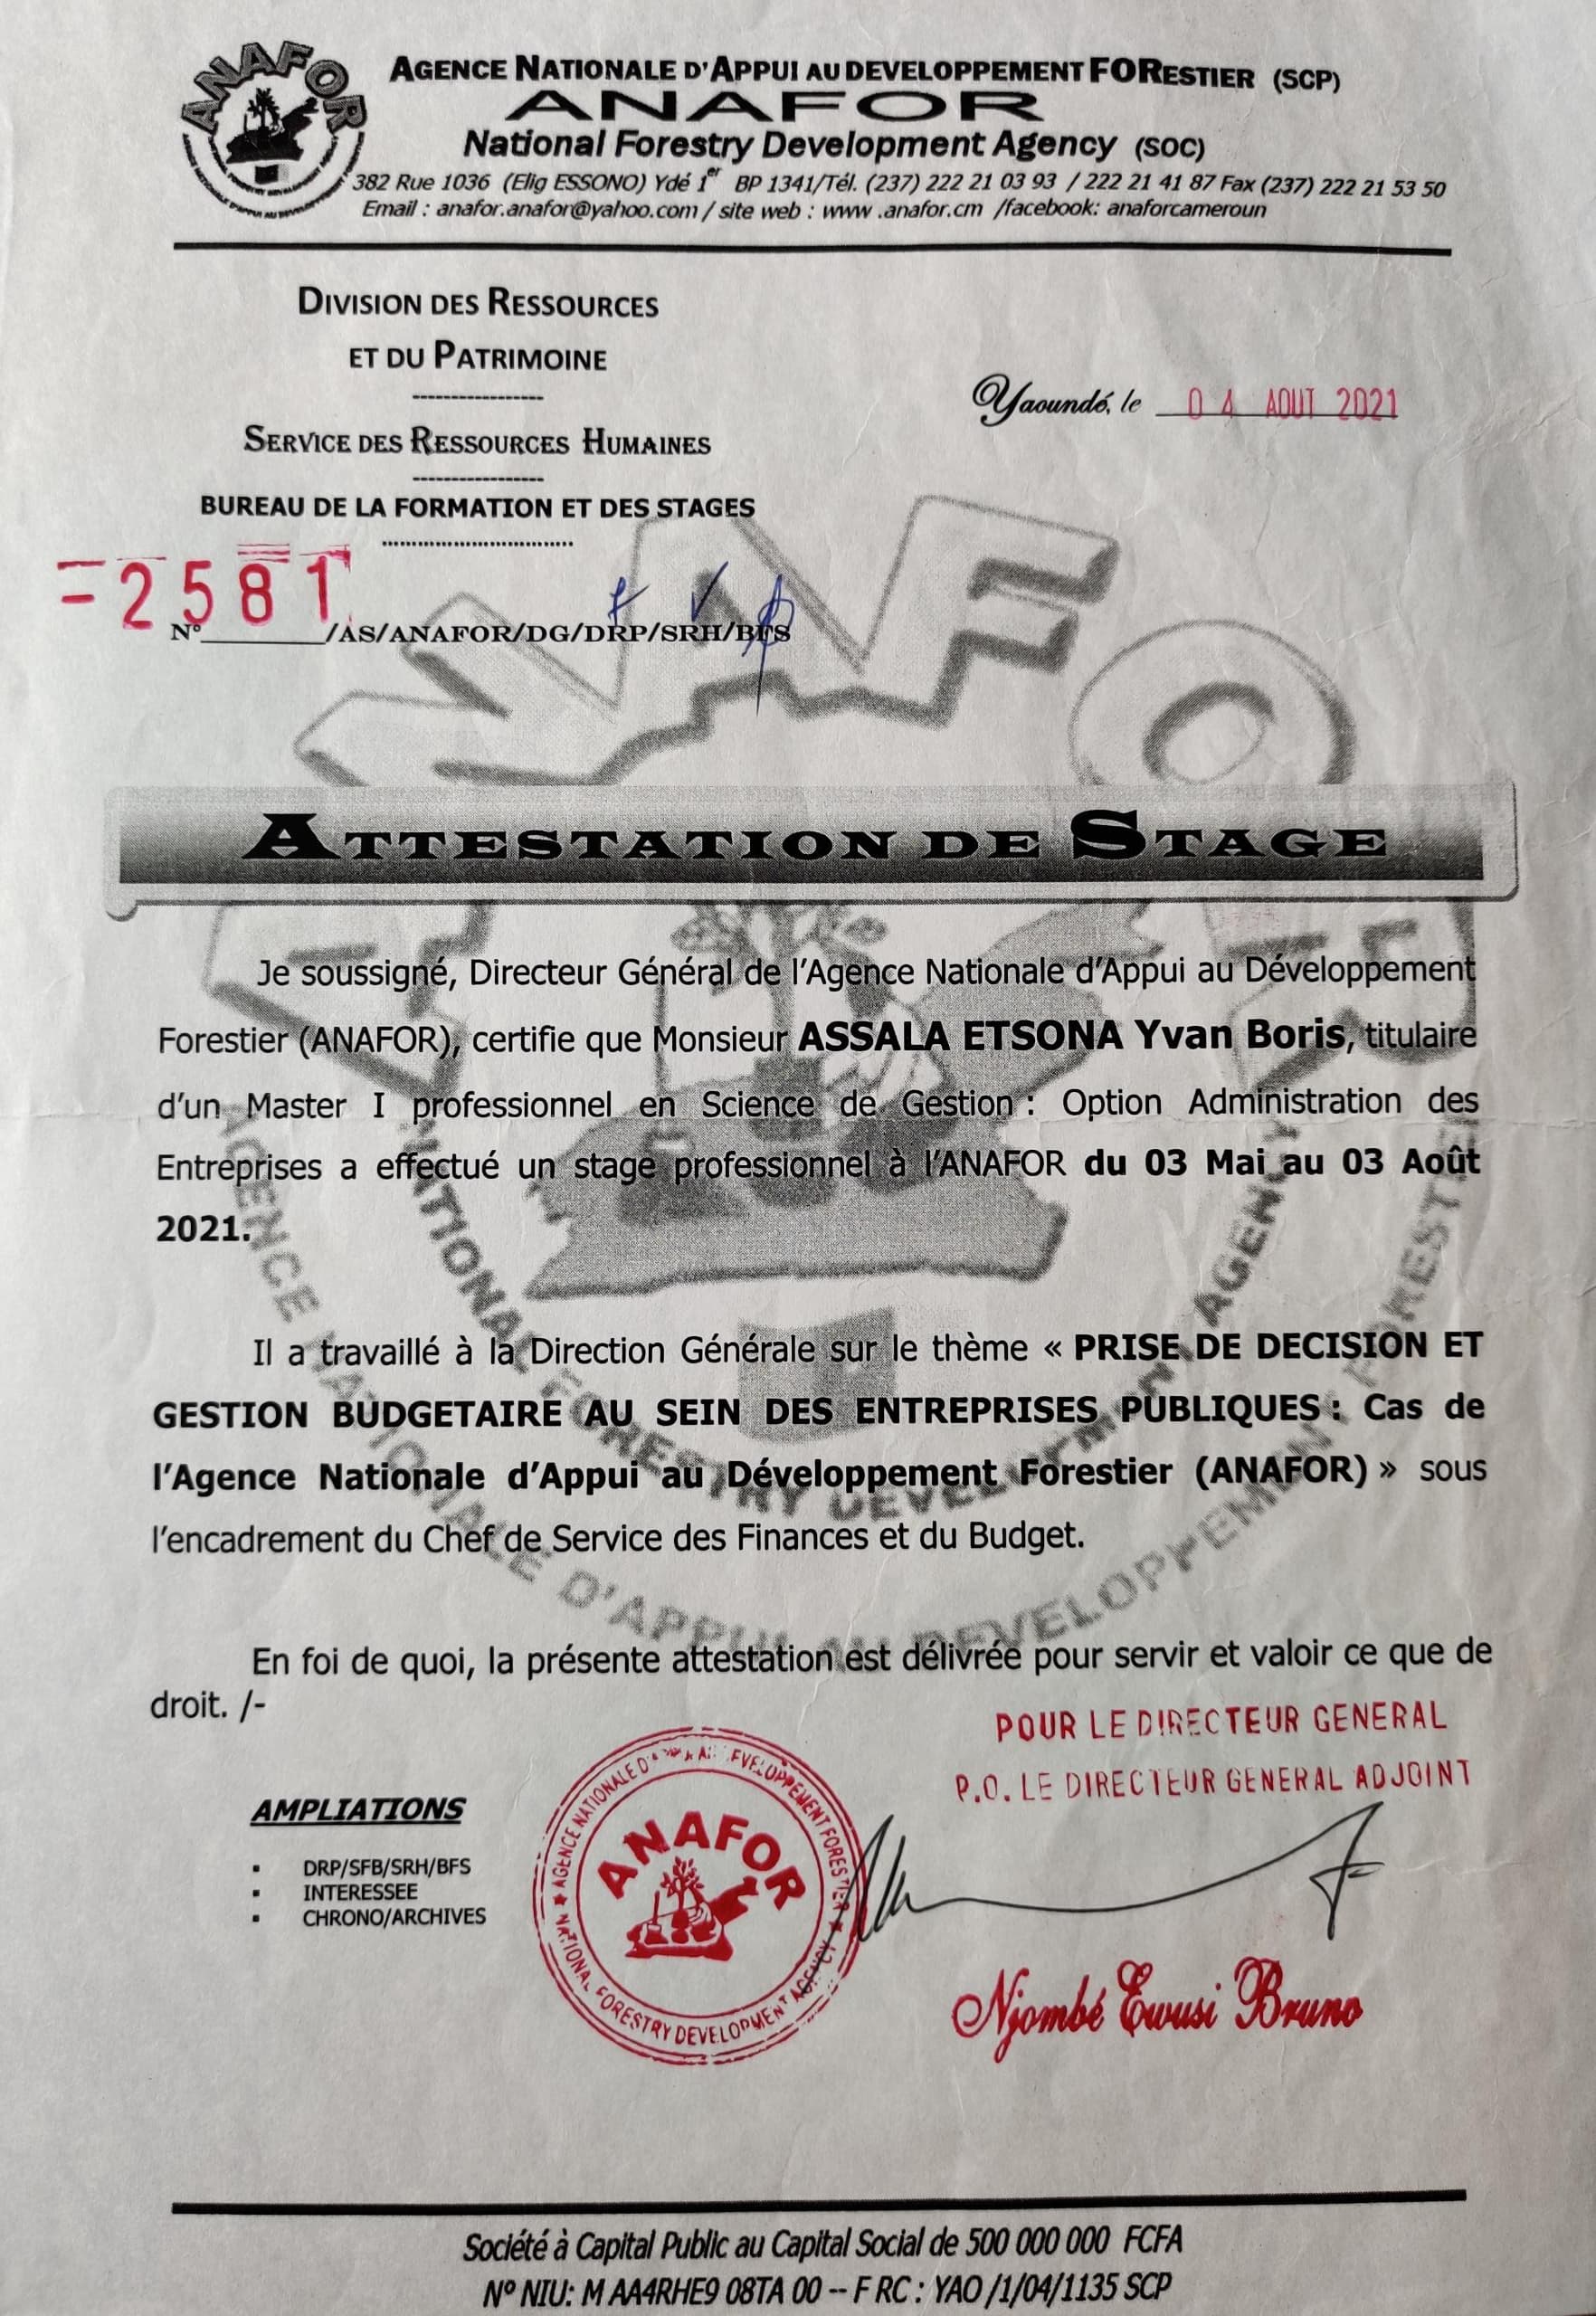 ANAFOR
AGENCE NATIONALE D'APPUI AU DEVELOPPEMENT FORESTIER (SCP)
ANAFOR
National Forestry Development Agency (SOC)
382 Rue 1036 (Elig ESSONO) Ydé 1er BP 1341/Tél. (237) 222 21 03 93 / 222 21 41 87 Fax (237) 222 21 53 50
Email : anafor.anafor@yahoo.com / site web : www .anafor.cm /facebook: anaforcameroun
DIVISION DES RESSOURCES
ET DU PATRIMOINE
-----------------
Yaoundé, le 04 AOUT 2021
SERVICE DES RESSOURCES HUMAINES
-----------------
BUREAU DE LA FORMATION ET DES STAGES
................................
=2581
N°________/AS/ANAFOR/DG/DRP/SRH/BFS
ATTESTATION DE STAGE
Je soussigné, Directeur Général de l'Agence Nationale d'Appui au Développement
Forestier (ANAFOR), certifie que Monsieur ASSALA ETSONA Yvan Boris, titulaire
d'un Master I professionnel en Science de Gestion : Option Administration des
Entreprises a effectué un stage professionnel à l'ANAFOR du 03 Mai au 03 Août
2021.
Il a travaillé à la Direction Générale sur le thème « PRISE DE DECISION ET
GESTION BUDGETAIRE AU SEIN DES ENTREPRISES PUBLIQUES : Cas de
l'Agence Nationale d'Appui au Développement Forestier (ANAFOR) » sous
l'encadrement du Chef de Service des Finances et du Budget.
En foi de quoi, la présente attestation est délivrée pour servir et valoir ce que de
droit. /-
POUR LE DIRECTEUR GENERAL
P.O. LE DIRECTEUR GENERAL ADJOINT
AMPLIATIONS
▪ DRP/SFB/SRH/BFS
▪ INTERESSEE
▪ CHRONO/ARCHIVES
AGENCE NATIONALE D' DEVELOPPEMENT FORESTIER
ANAFOR
NATIONAL FORESTRY DEVELOPMENT AGENCY
Njombé Ewusi Bruno
AGENCE NATIONALE D'APPUI AU DEVELOPPEMENT FORESTIER
NATIONAL FORESTRY DEVELOPMENT AGENCY
Société à Capital Public au Capital Social de 500 000 000 FCFA
N° NIU: M AA4RHE9 08TA 00 -- F RC : YAO /1/04/1135 SCP